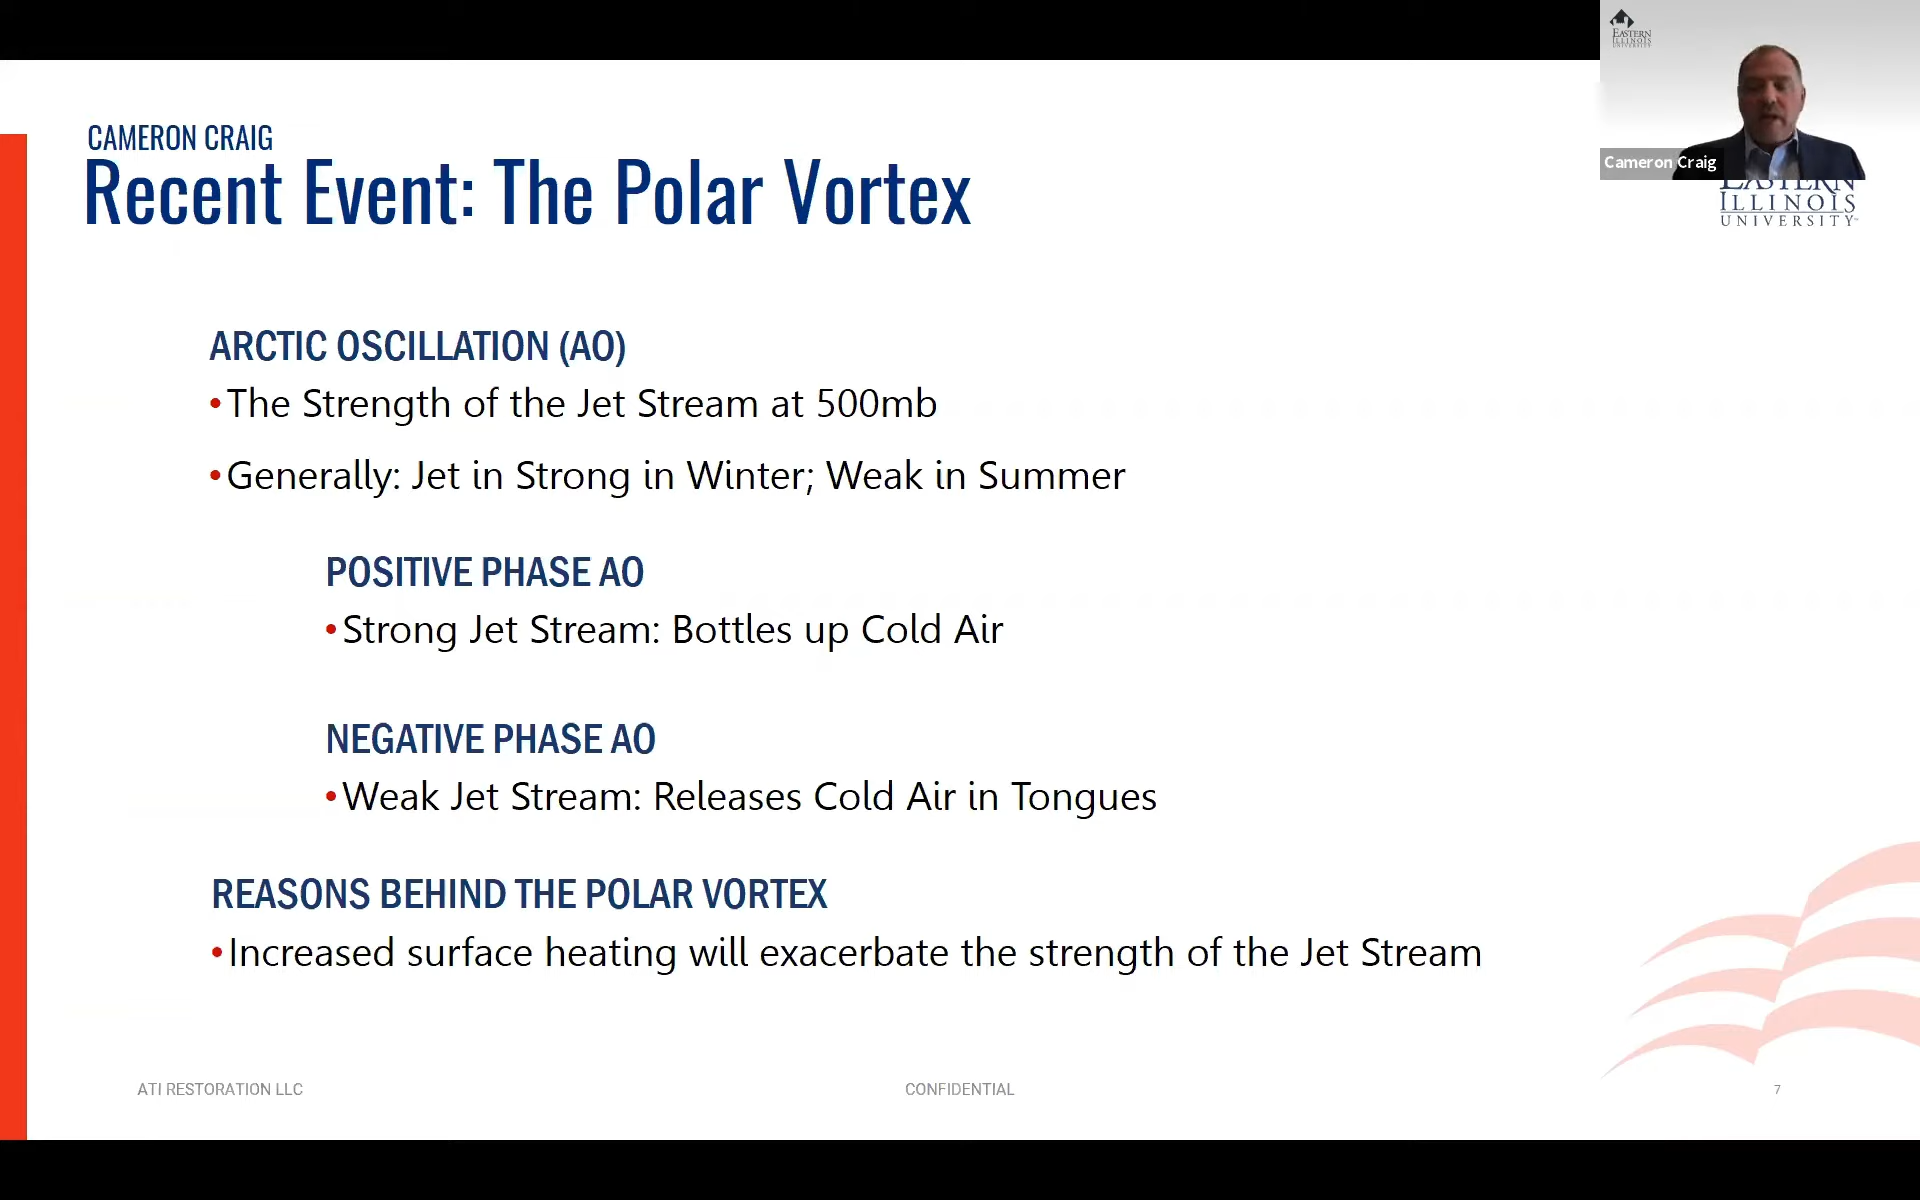 EASTERN
ILLINOIS
UNIVERSITY
Cameron Craig
CAMERON CRAIG
Recent Event: The Polar Vortex
EASTERN
ILLINOIS
UNIVERSITY™
ARCTIC OSCILLATION (AO)
•The Strength of the Jet Stream at 500mb
•Generally: Jet in Strong in Winter; Weak in Summer
POSITIVE PHASE AO
•Strong Jet Stream: Bottles up Cold Air
NEGATIVE PHASE AO
•Weak Jet Stream: Releases Cold Air in Tongues
REASONS BEHIND THE POLAR VORTEX
•Increased surface heating will exacerbate the strength of the Jet Stream
ATI RESTORATION LLC
CONFIDENTIAL
7